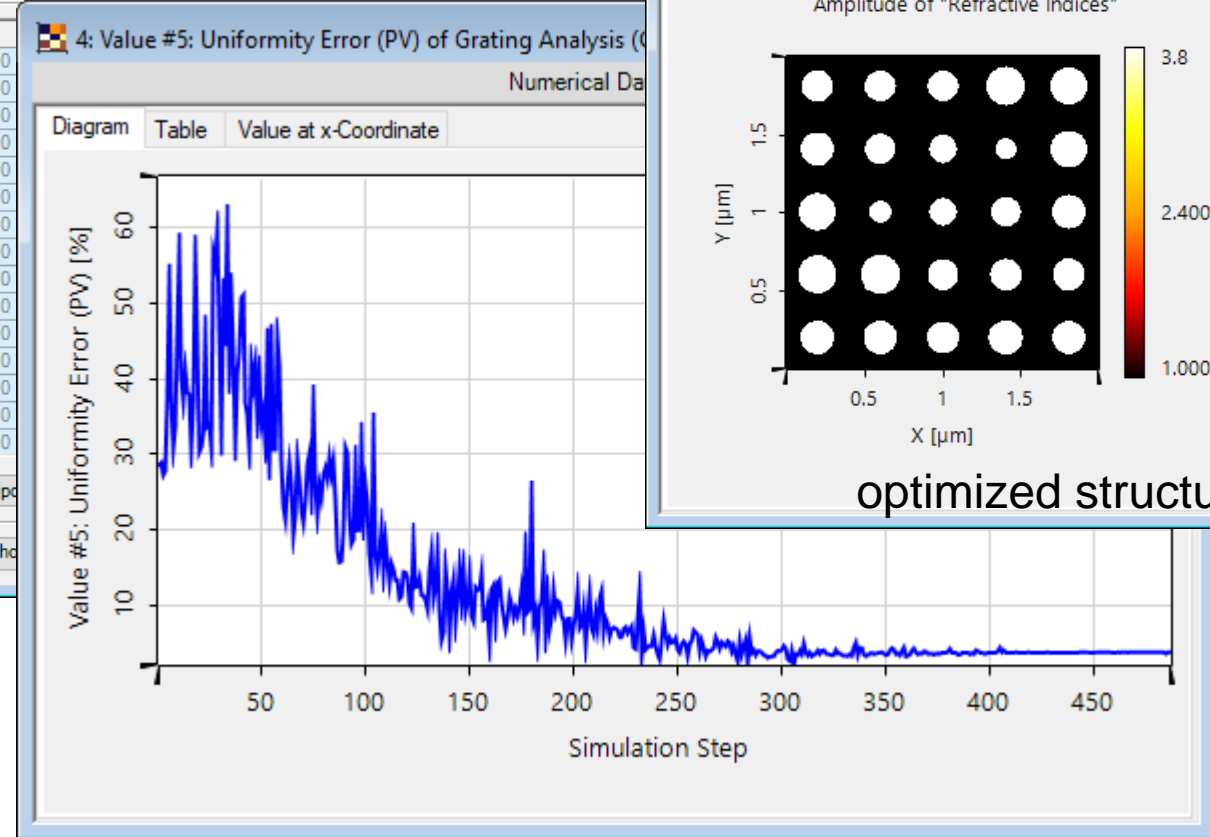 4: Value #5: Uniformity Error (PV) of Grating Analysis (
Numerical Da
Diagram Table Value at x-Coordinate
Value #5: Uniformity Error (PV) [%]
60
50
40
30
20
10
50 100 150 200 250 300 350 400 450
Simulation Step
Amplitude of "Refractive Indices"
Y [µm]
1.5
1
0.5
0.5 1 1.5
X [µm]
3.8
2.400
1.000
optimized structu